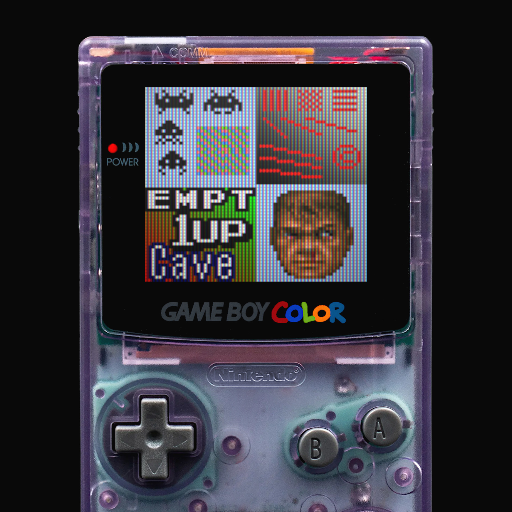 COMM.
©
POWER
EMPT
1UP
Cave
GAME BOY COLOR
Nintendo
B
A